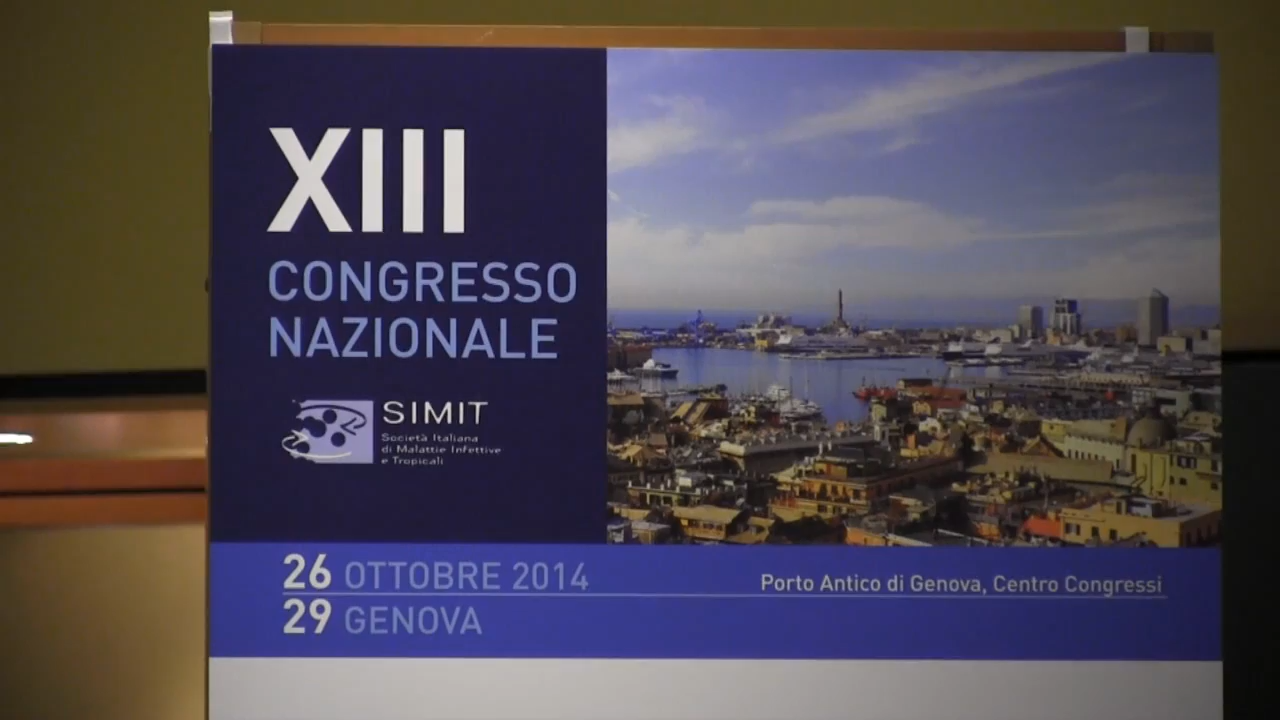 XIII
CONGRESSO
NAZIONALE
SIMIT
Società Italiana
di Malattie Infettive
e Tropicali
26 OTTOBRE 2014
29 GENOVA
Porto Antico di Genova, Centro Congressi